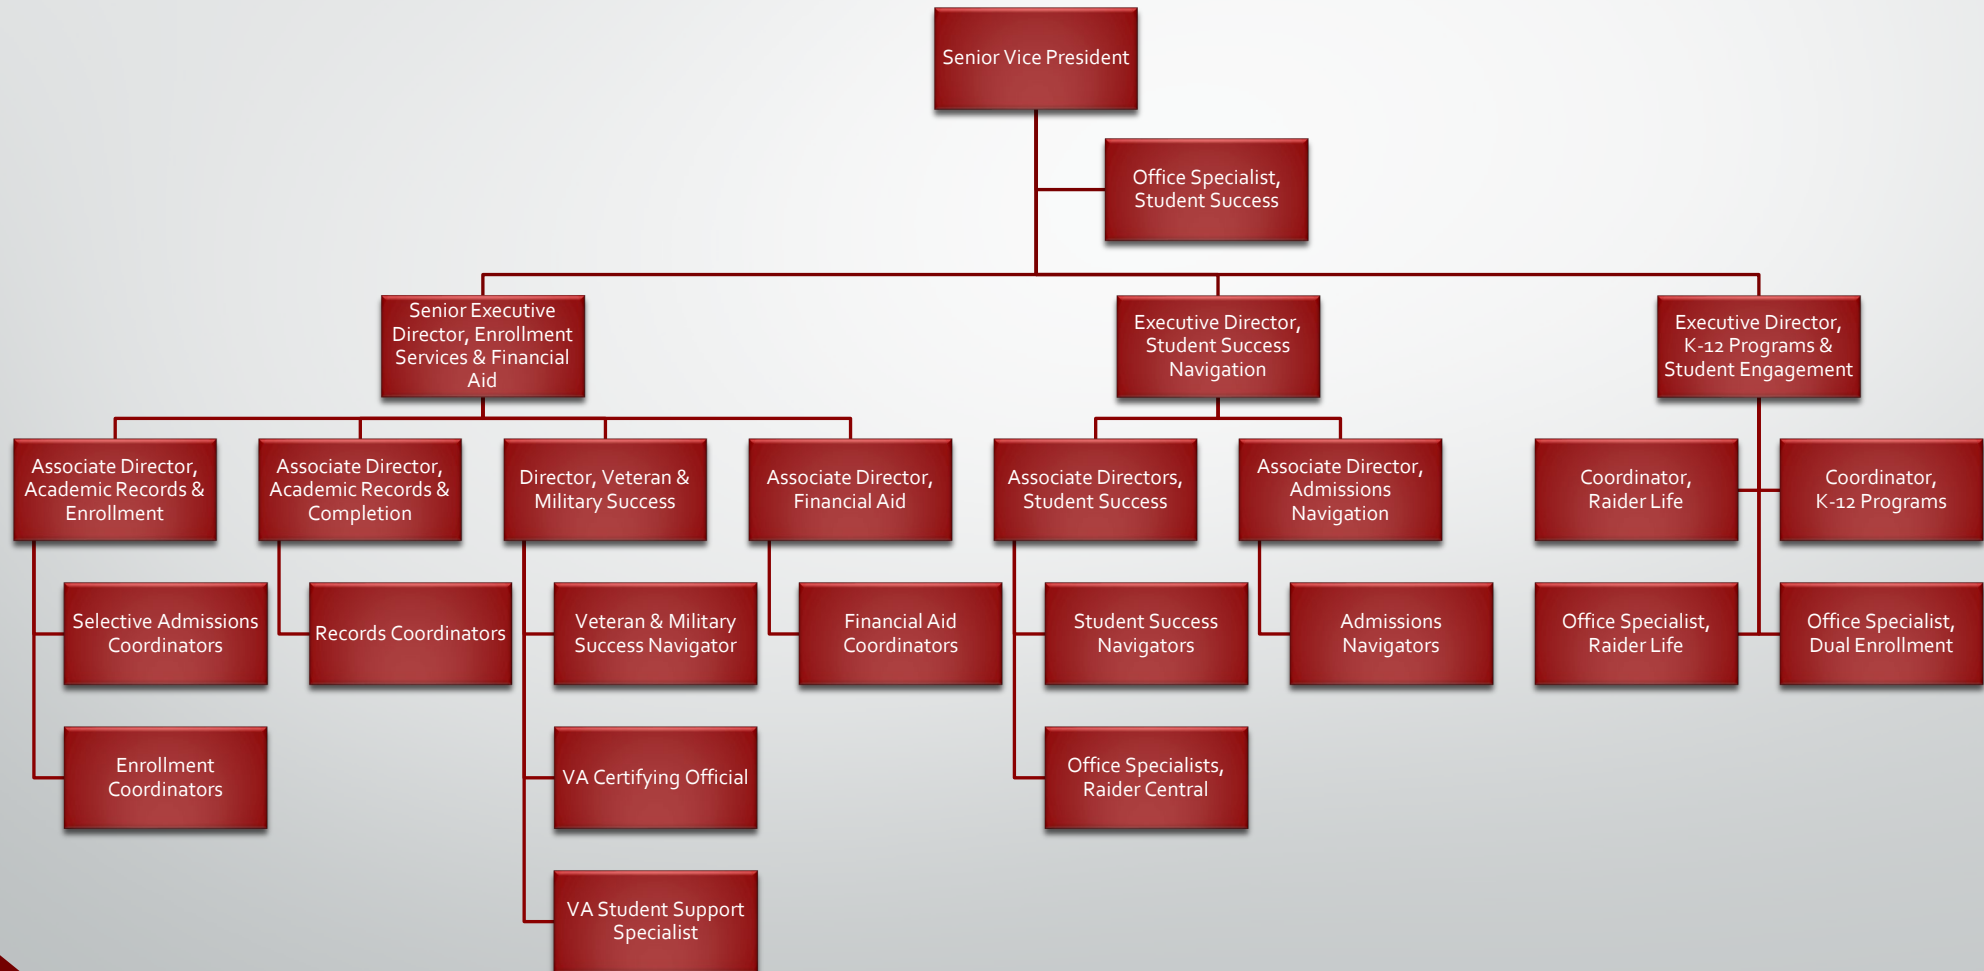 Senior Vice President
Office Specialist,
Student Success
Senior Executive
Director, Enrollment
Services & Financial
Aid
Executive Director,
Student Success
Navigation
Executive Director,
K-12 Programs &
Student Engagement
Associate Director,
Academic Records &
Enrollment
Associate Director,
Academic Records &
Completion
Director, Veteran &
Military Success
Associate Director,
Financial Aid
Associate Directors,
Student Success
Associate Director,
Admissions
Navigation
Coordinator,
Raider Life
Coordinator,
K-12 Programs
Selective Admissions
Coordinators
Records Coordinators
Veteran & Military
Success Navigator
Financial Aid
Coordinators
Student Success
Navigators
Admissions
Navigators
Office Specialist,
Raider Life
Office Specialist,
Dual Enrollment
Enrollment
Coordinators
VA Certifying Official
Office Specialists,
Raider Central
VA Student Support
Specialist